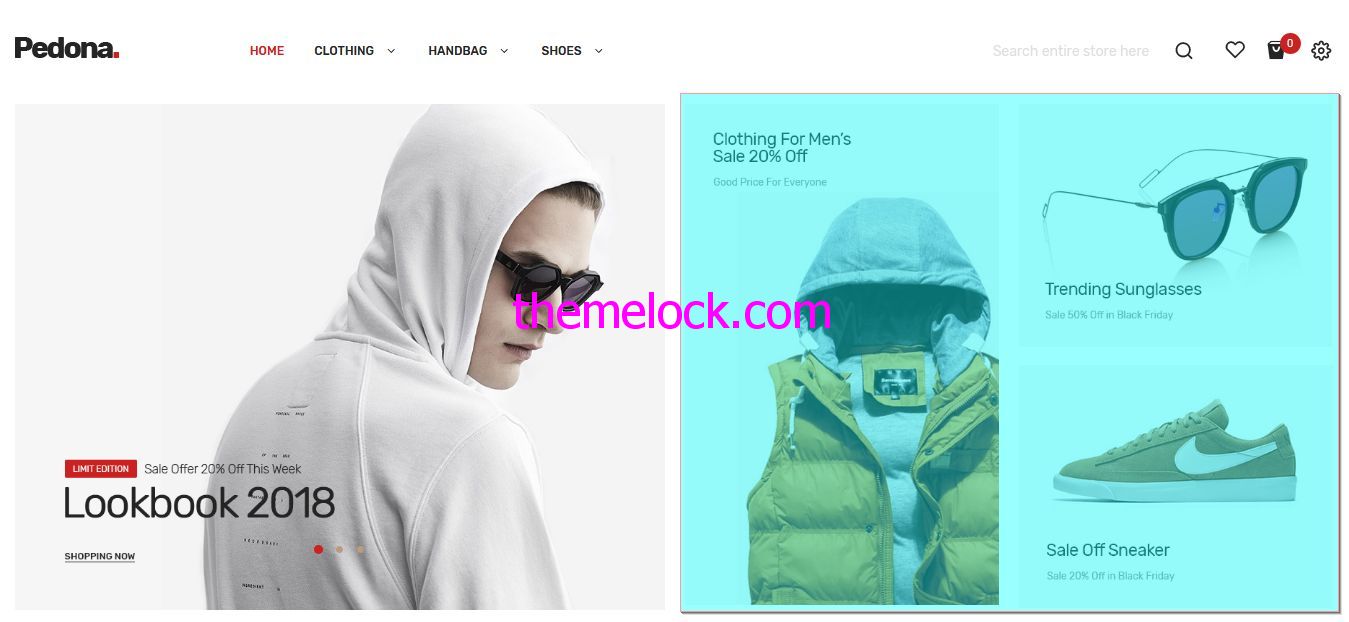 Pedona.
HOME CLOTHING HANDBAG SHOES
Search entire store here
0
Clothing For Men's
Sale 20% Off
Good Price For Everyone
Trending Sunglasses
Sale 50% Off in Black Friday
themelock.com
LIMIT EDITION Sale Offer 20% Off This Week
Lookbook 2018
SHOPPING NOW
Sale Off Sneaker
Sale 20% Off in Black Friday